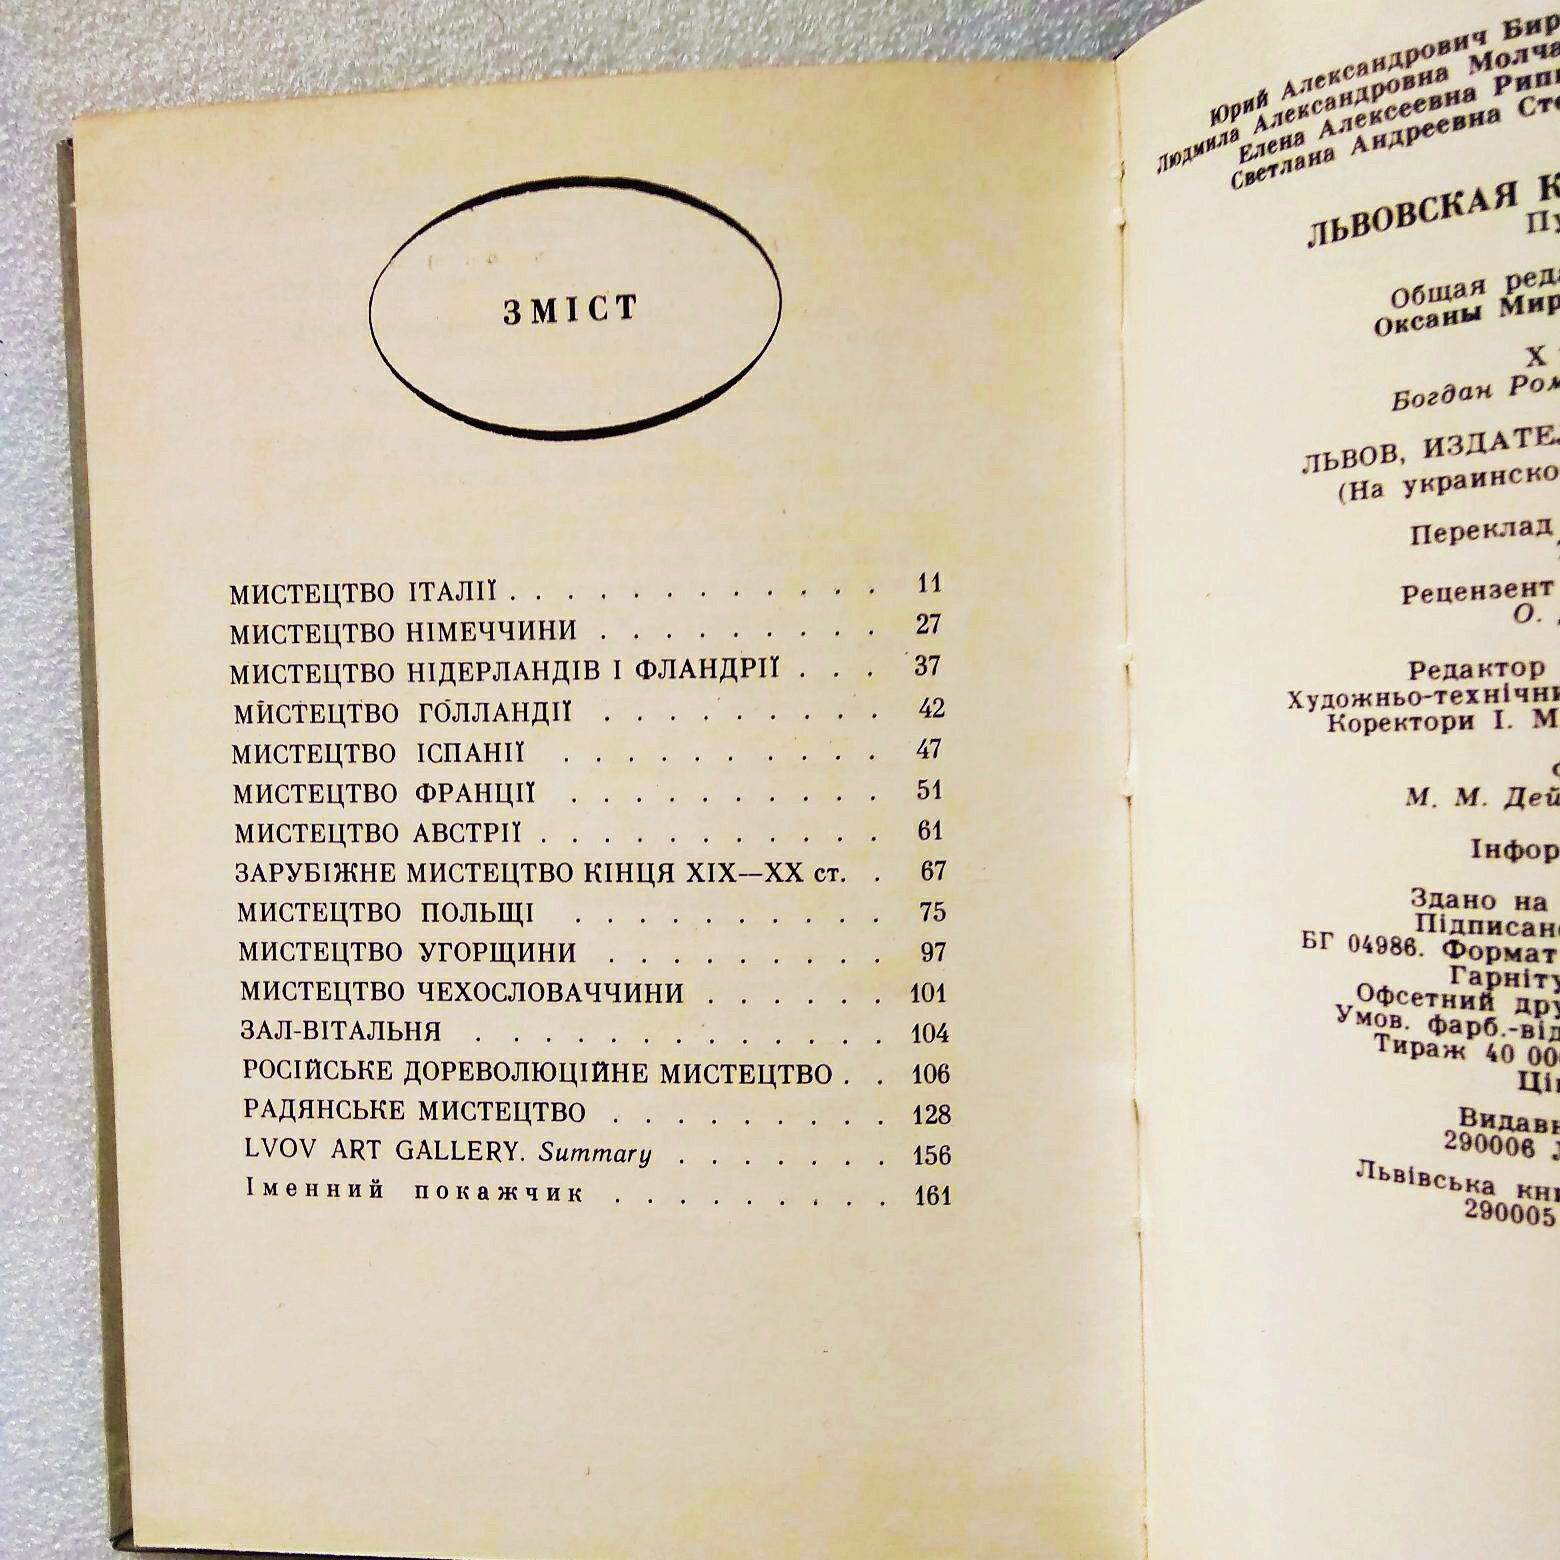 ЗМІСТ
МИСТЕЦТВО ІТАЛІЇ . . . . . . . . . . . . 11
МИСТЕЦТВО НІМЕЧЧИНИ . . . . . . . . . 27
МИСТЕЦТВО НІДЕРЛАНДІВ І ФЛАНДРІЇ . . . 37
МИСТЕЦТВО ГОЛЛАНДІЇ . . . . . . . . . 42
МИСТЕЦТВО ІСПАНІЇ . . . . . . . . . . 47
МИСТЕЦТВО ФРАНЦІЇ . . . . . . . . . . 51
МИСТЕЦТВО АВСТРІЇ . . . . . . . . . . . 61
ЗАРУБІЖНЕ МИСТЕЦТВО КІНЦЯ XIX—XX ст. . 67
МИСТЕЦТВО ПОЛЬЩІ . . . . . . . . . . 75
МИСТЕЦТВО УГОРЩИНИ . . . . . . . . . 97
МИСТЕЦТВО ЧЕХОСЛОВАЧЧИНИ . . . . . . 101
ЗАЛ-ВІТАЛЬНЯ . . . . . . . . . . . . . 104
РОСІЙСЬКЕ ДОРЕВОЛЮЦІЙНЕ МИСТЕЦТВО . . 106
РАДЯНСЬКЕ МИСТЕЦТВО . . . . . . . . . 128
LVOV ART GALLERY. Summary . . . . . . . 156
Іменний покажчик . . . . . . . . . 161
Юрий Александрович
Людмила Александровна
Елена Алексеевна
Светлана Андреевна
ЛЬВОВСКАЯ
Общая
Оксаны
Богдан
ЛЬВОВ,
(На
Переклад
Рецензент
О.
Редактор
Художньо-технічни
Коректори І.
М. М.
Здано на
БГ 04986. Формат
Офсетний
Умов. фарб.-від
Тираж 40
290006
Львівська
290005